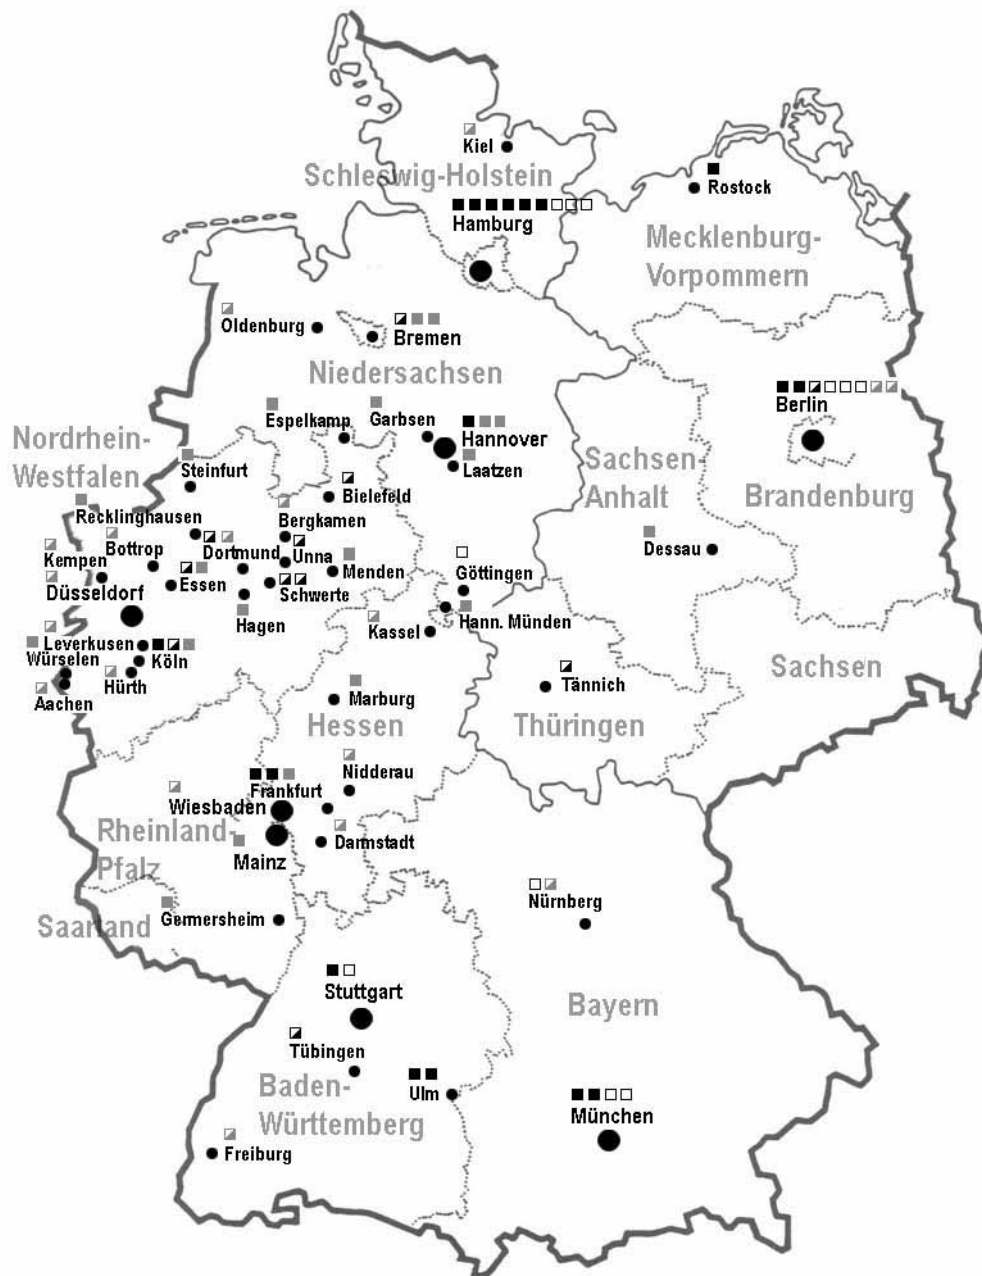 Kiel
Schleswig-Holstein
Rostock
Hamburg
Mecklenburg-
Vorpommern
Oldenburg
Bremen
Niedersachsen
Berlin
Espelkamp
Garbsen
Nordrhein-
Westfalen
Hannover
Steinfurt
Laatzen
Sachsen-
Anhalt
Bielefeld
Brandenburg
Recklinghausen
Bergkamen
Bottrop
Dortmund
Unna
Dessau
Kempen
Göttingen
Menden
Düsseldorf
Essen
Schwerte
Hagen
Hann. Münden
Kassel
Leverkusen
Würselen
Köln
Sachsen
Hürth
Tännich
Aachen
Marburg
Hessen
Thüringen
Nidderau
Frankfurt
Wiesbaden
Rheinland-
Pfalz
Darmstadt
Mainz
Nürnberg
Saarland
Germersheim
Stuttgart
Bayern
Tübingen
Baden-
Württemberg
Ulm
München
Freiburg